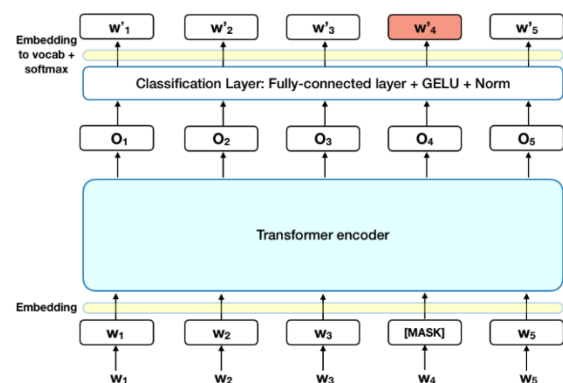 w'1 w'2 w'3 w'4 w'5
Embedding
to vocab +
softmax
Classification Layer: Fully-connected layer + GELU + Norm
O1 O2 O3 O4 O5
Transformer encoder
Embedding
w1 w2 w3 [MASK] w5
w1 w2 w3 w4 w5